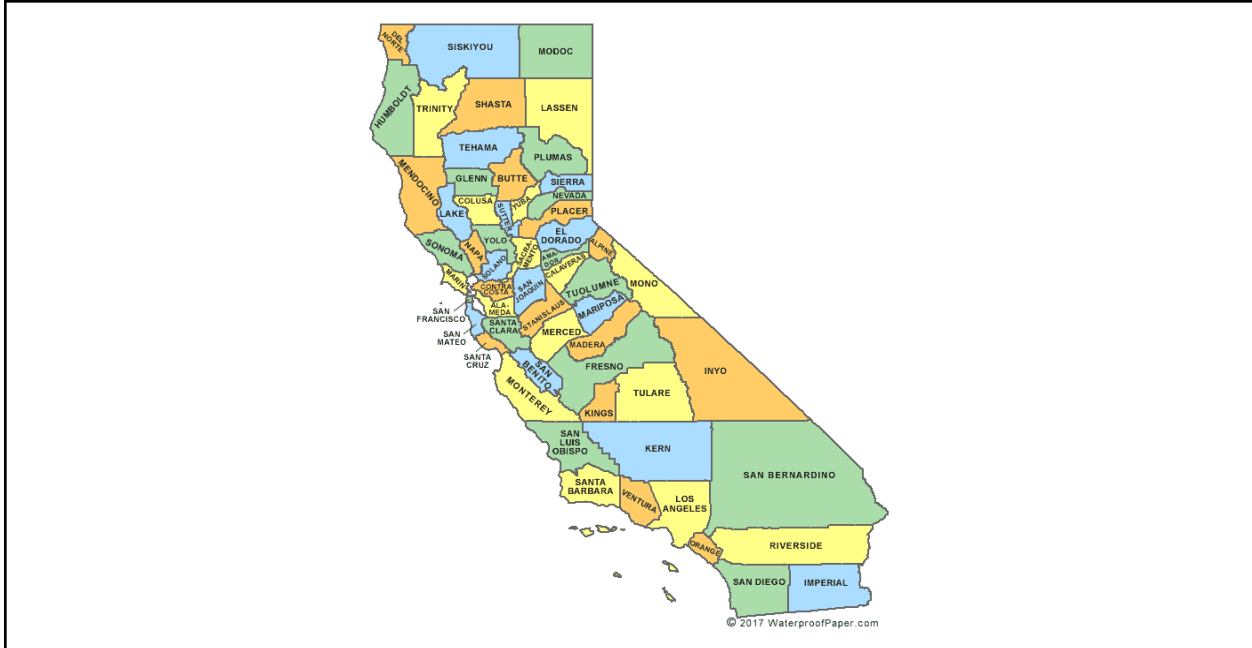 DEL
NORTE
SISKIYOU
MODOC
HUMBOLDT
TRINITY
SHASTA
LASSEN
TEHAMA
PLUMAS
MENDOCINO
GLENN
BUTTE
SIERRA
NEVADA
COLUSA
YUBA
SUTTER
LAKE
PLACER
EL
DORADO
YOLO
SONOMA
NAPA
SACRA-
MENTO
ALPINE
AMA-
DOR
SOLANO
CALAVERAS
MARIN
CONTRA
COSTA
SAN
JOAQUIN
TUOLUMNE
MONO
ALA-
MEDA
SAN
FRANCISCO
STANISLAUS
MARIPOSA
SANTA
CLARA
SAN
MATEO
MERCED
MADERA
SANTA
CRUZ
SAN
BENITO
FRESNO
INYO
MONTEREY
TULARE
KINGS
SAN
LUIS
OBISPO
KERN
SAN BERNARDINO
SANTA
BARBARA
VENTURA
LOS
ANGELES
ORANGE
RIVERSIDE
SAN DIEGO
IMPERIAL
© 2017 WaterproofPaper.com